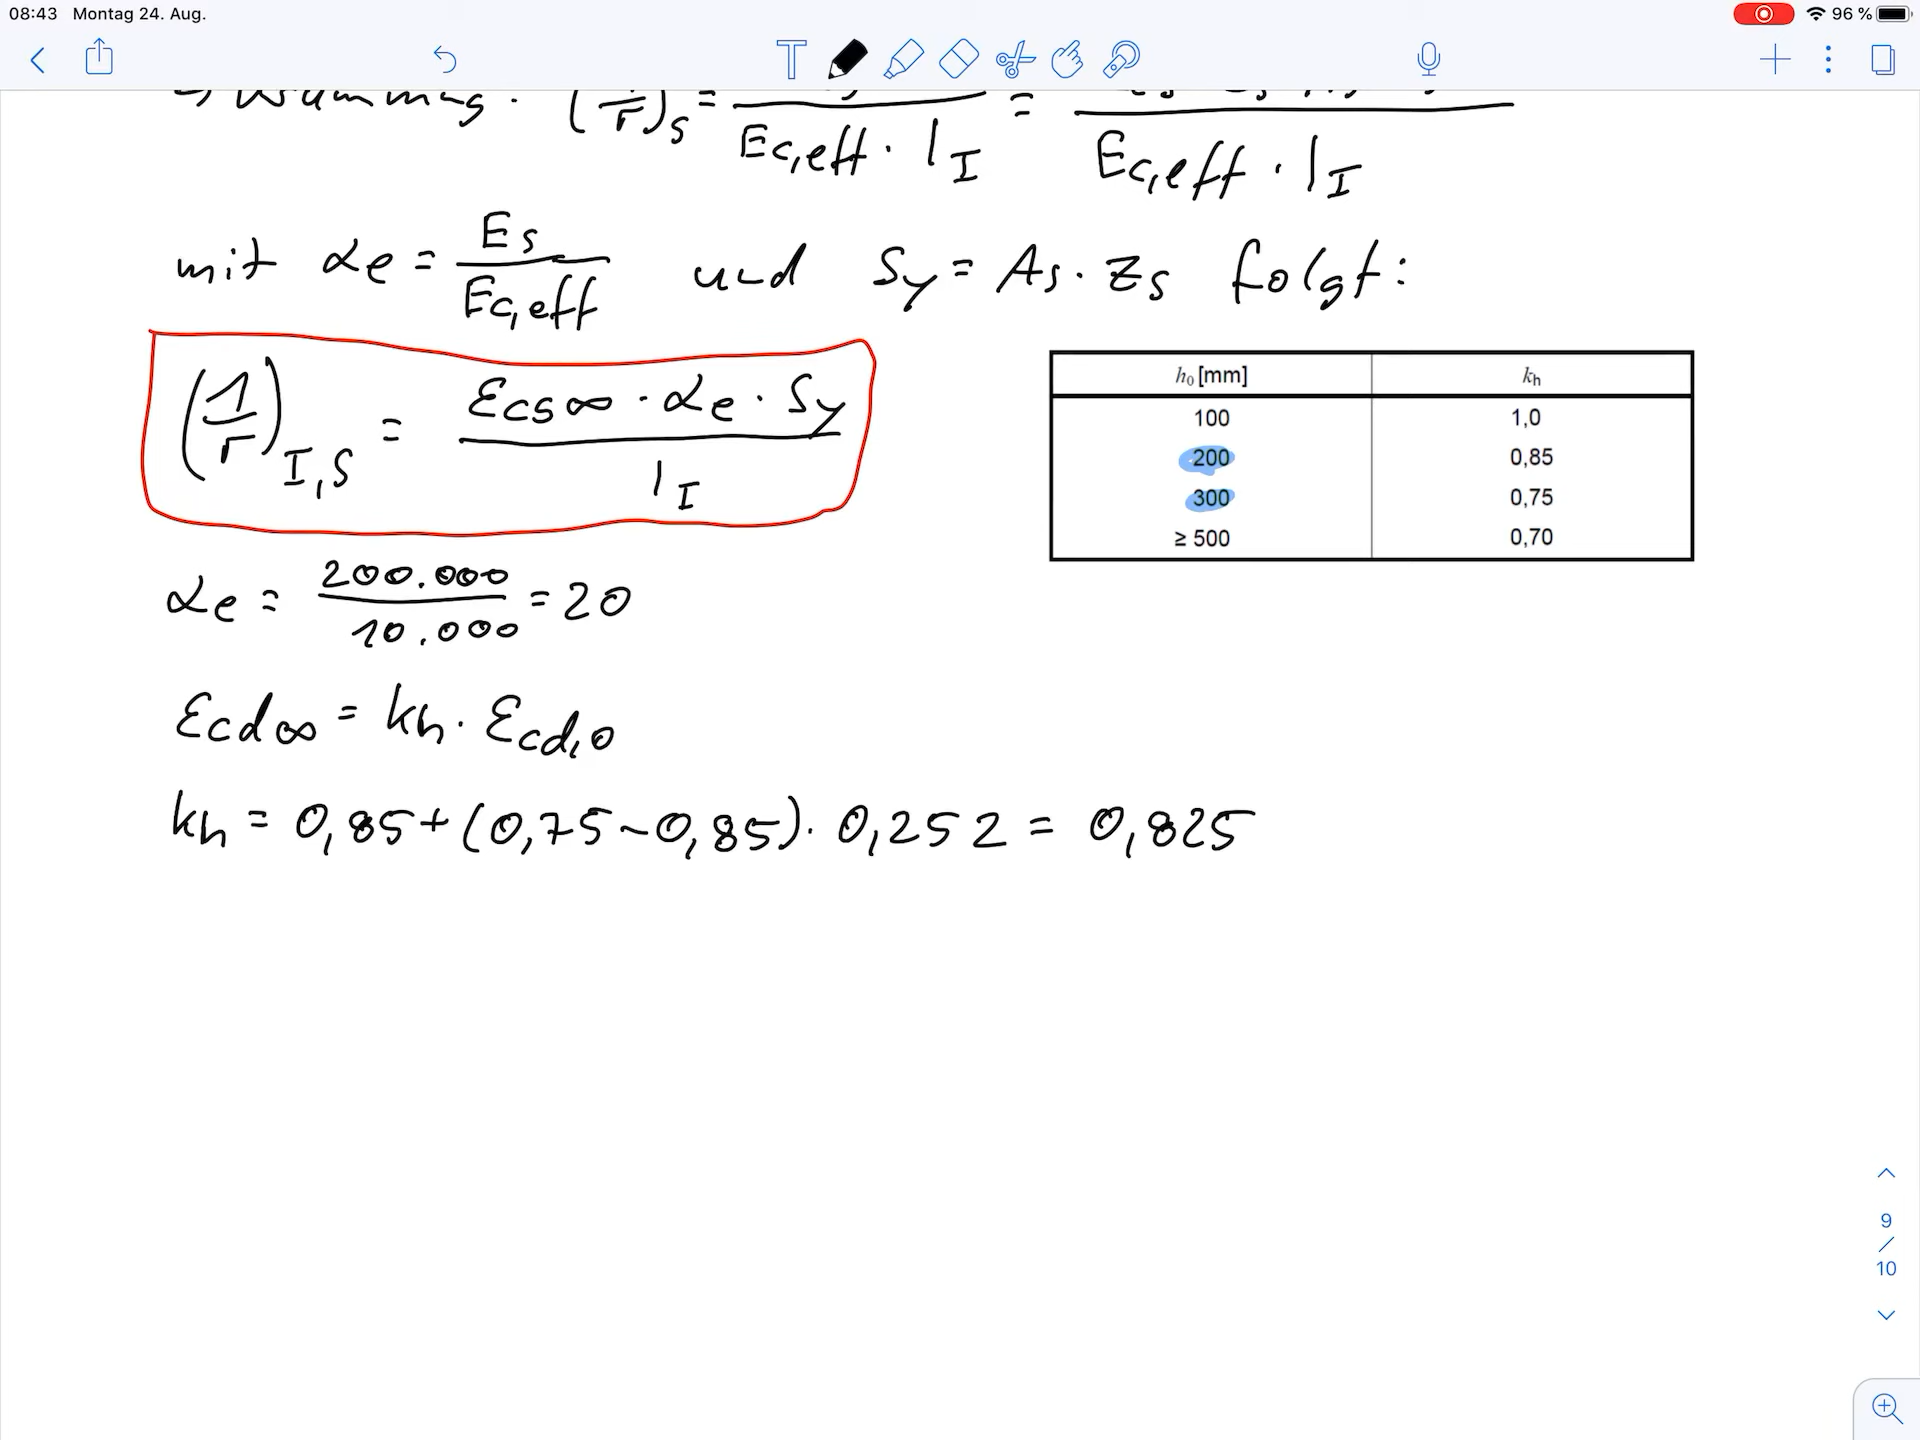 08:43 Montag 24. Aug. 96 %
(1/r)S = / Ec,eff · II = / Ec,eff · II
mit αe = Es / Ec,eff und Sy = As · zs folgt:
(1/r)I,S = εcs∞ · αe · Sy / II
h0 [mm] kh
100 1,0
200 0,85
300 0,75
≥ 500 0,70
αe = 200.000 / 10.000 = 20
εcd∞ = kh · εcd,0
kh = 0,85 + (0,75 - 0,85) · 0,252 = 0,825
9
/
10